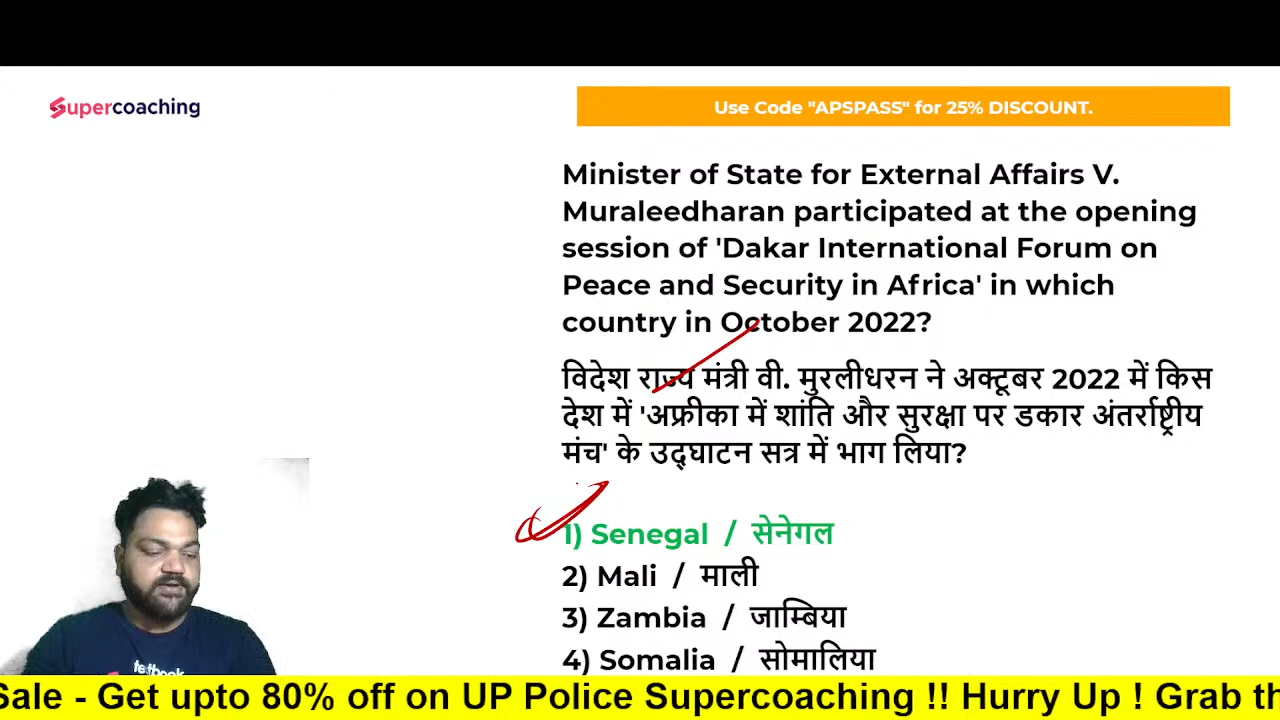 Supercoaching
Use Code "APSPASS" for 25% DISCOUNT.
Minister of State for External Affairs V.
Muraleedharan participated at the opening
session of 'Dakar International Forum on
Peace and Security in Africa' in which
country in October 2022?
विदेश राज्य मंत्री वी. मुरलीधरन ने अक्टूबर 2022 में किस
देश में 'अफ्रीका में शांति और सुरक्षा पर डकार अंतर्राष्ट्रीय
मंच' के उद्घाटन सत्र में भाग लिया?
1) Senegal / सेनेगल
2) Mali / माली
3) Zambia / जाम्बिया
4) Somalia / सोमालिया
testbook
Sale - Get upto 80% off on UP Police Supercoaching !! Hurry Up ! Grab th